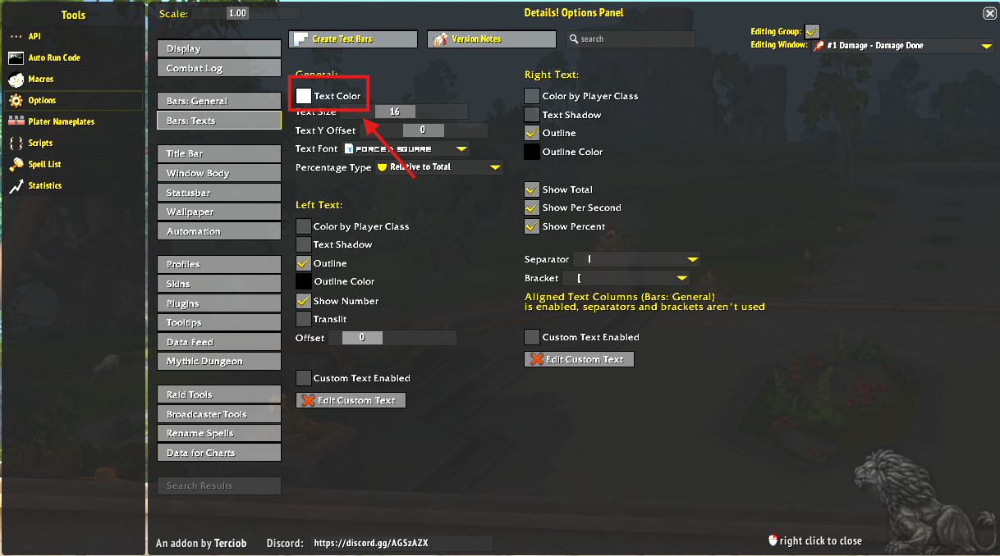 Tools
API
Auto Run Code
Macros
Options
Plater Nameplates
Scripts
Spell List
Statistics
Scale: 1.00
Details! Options Panel
Create Test Bars
Version Notes
search
Editing Group:
Editing Window: #1 Damage - Damage Done
Display
Combat Log
Bars: General
Bars: Texts
Title Bar
Window Body
Statusbar
Wallpaper
Automation
Profiles
Skins
Plugins
Tooltips
Data Feed
Mythic Dungeon
Raid Tools
Broadcaster Tools
Rename Spells
Data for Charts
Search Results
General:
Text Color
Text Size 16
Text Y Offset 0
Text Font FORCED SQUARE
Percentage Type Relative to Total
Left Text:
Color by Player Class
Text Shadow
Outline
Outline Color
Show Number
Translit
Offset 0
Custom Text Enabled
Edit Custom Text
Right Text:
Color by Player Class
Text Shadow
Outline
Outline Color
Show Total
Show Per Second
Show Percent
Separator |
Bracket [
Aligned Text Columns (Bars: General)
is enabled, separators and brackets aren't used
Custom Text Enabled
Edit Custom Text
An addon by Terciob
Discord: https://discord.gg/AGSzAZX
right click to close